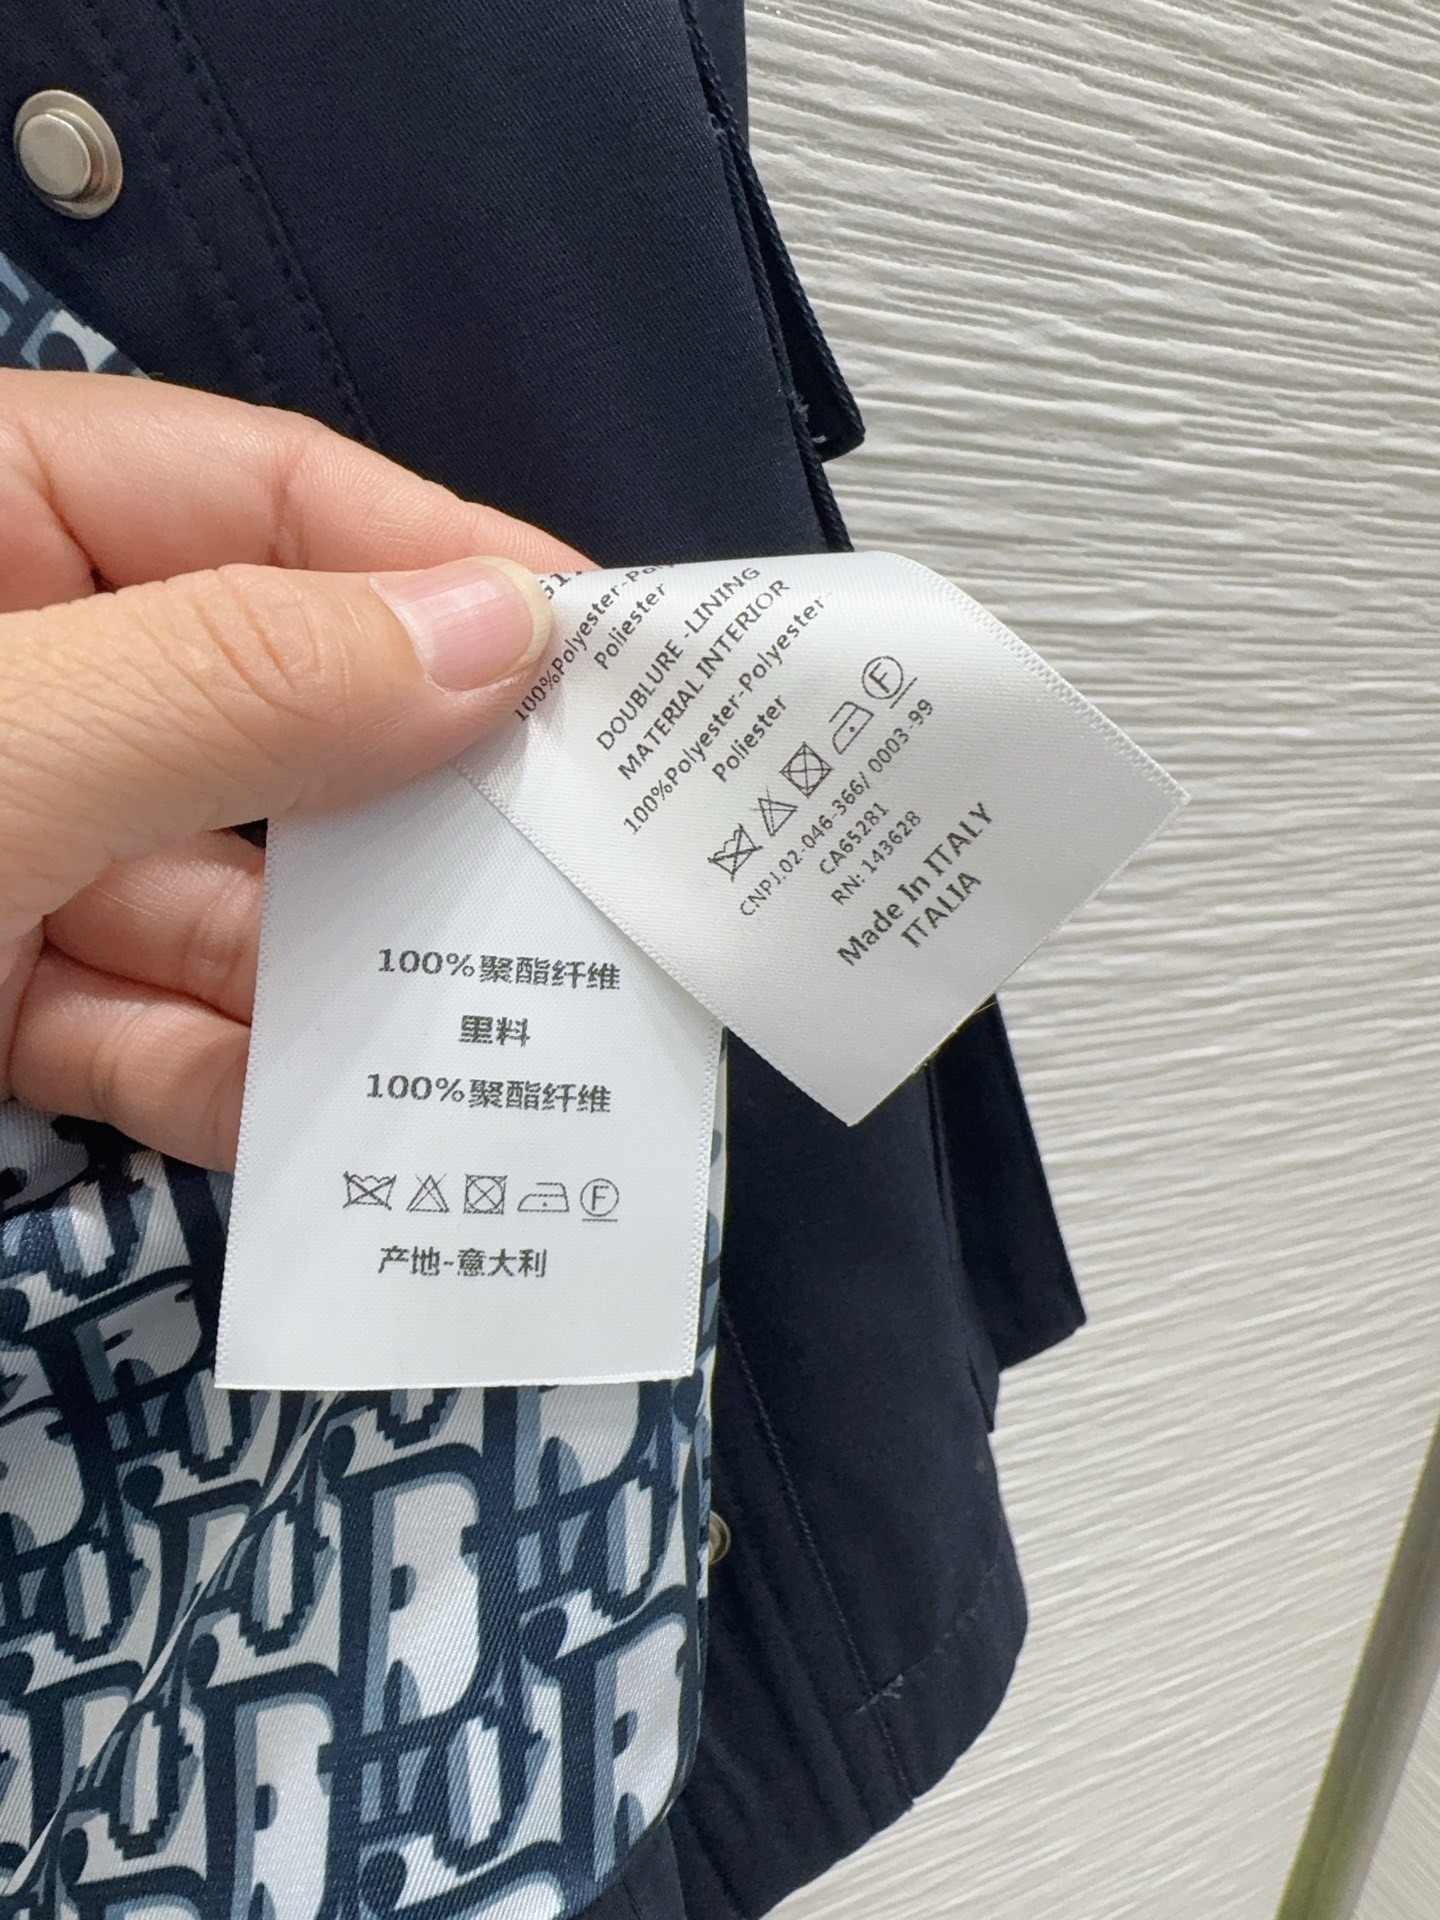 100%Polyester-Pol
Poliester
DOUBLURE -LINING
MATERIAL INTERIOR
100%Polyester-Polyester-
Poliester
F
CNPJ.02-046-366/ 0003-99
CA65281
RN: 143628
Made In ITALY
ITALIA
100%聚酯纤维
里料
100%聚酯纤维
F
产地-意大利